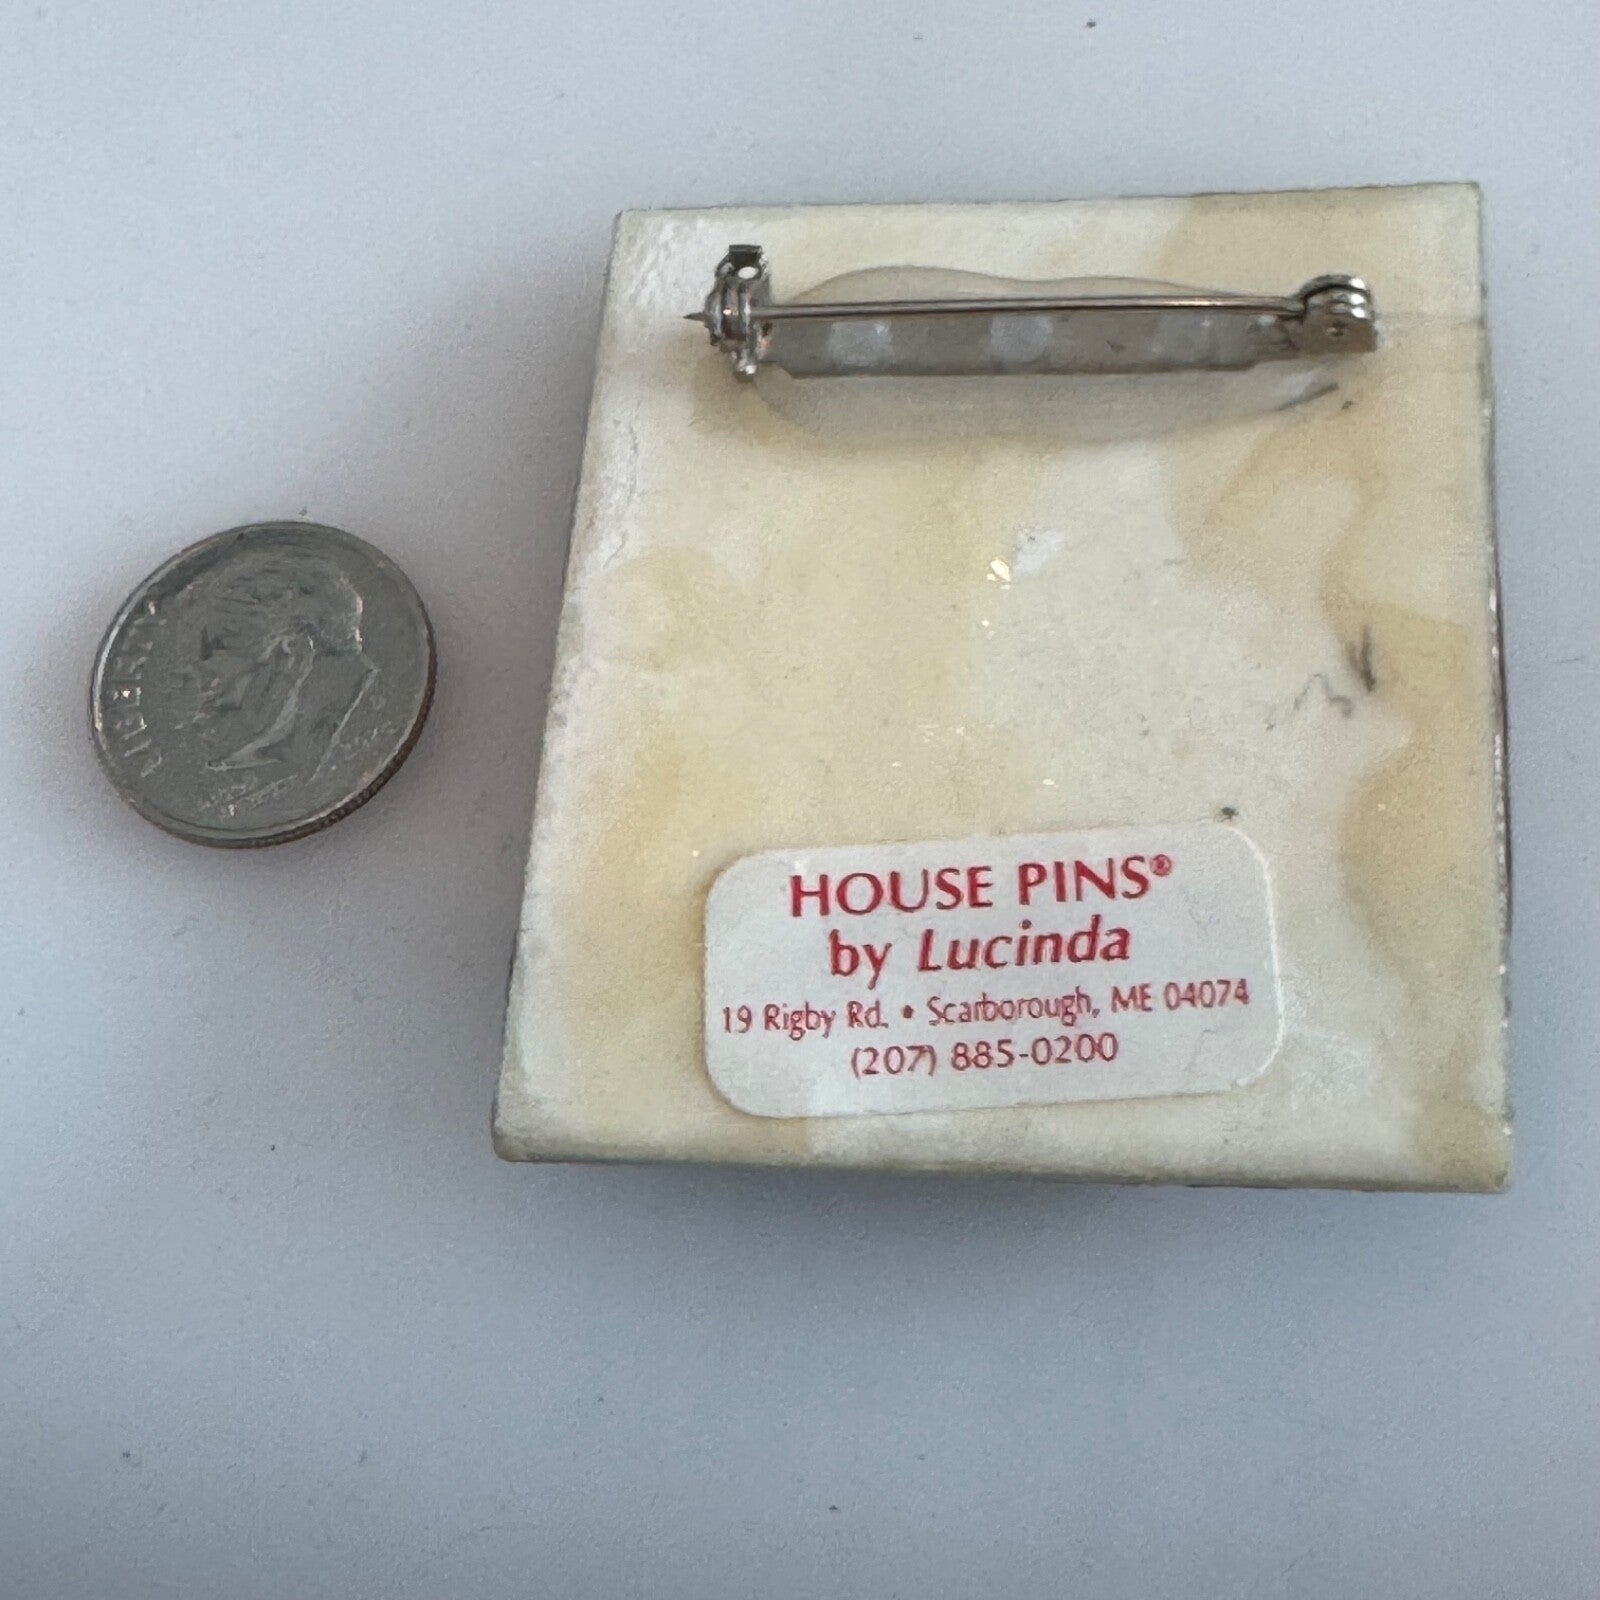 LIBERTY
HOUSE PINS®
by Lucinda
19 Rigby Rd. • Scarborough, ME 04074
(207) 885-0200